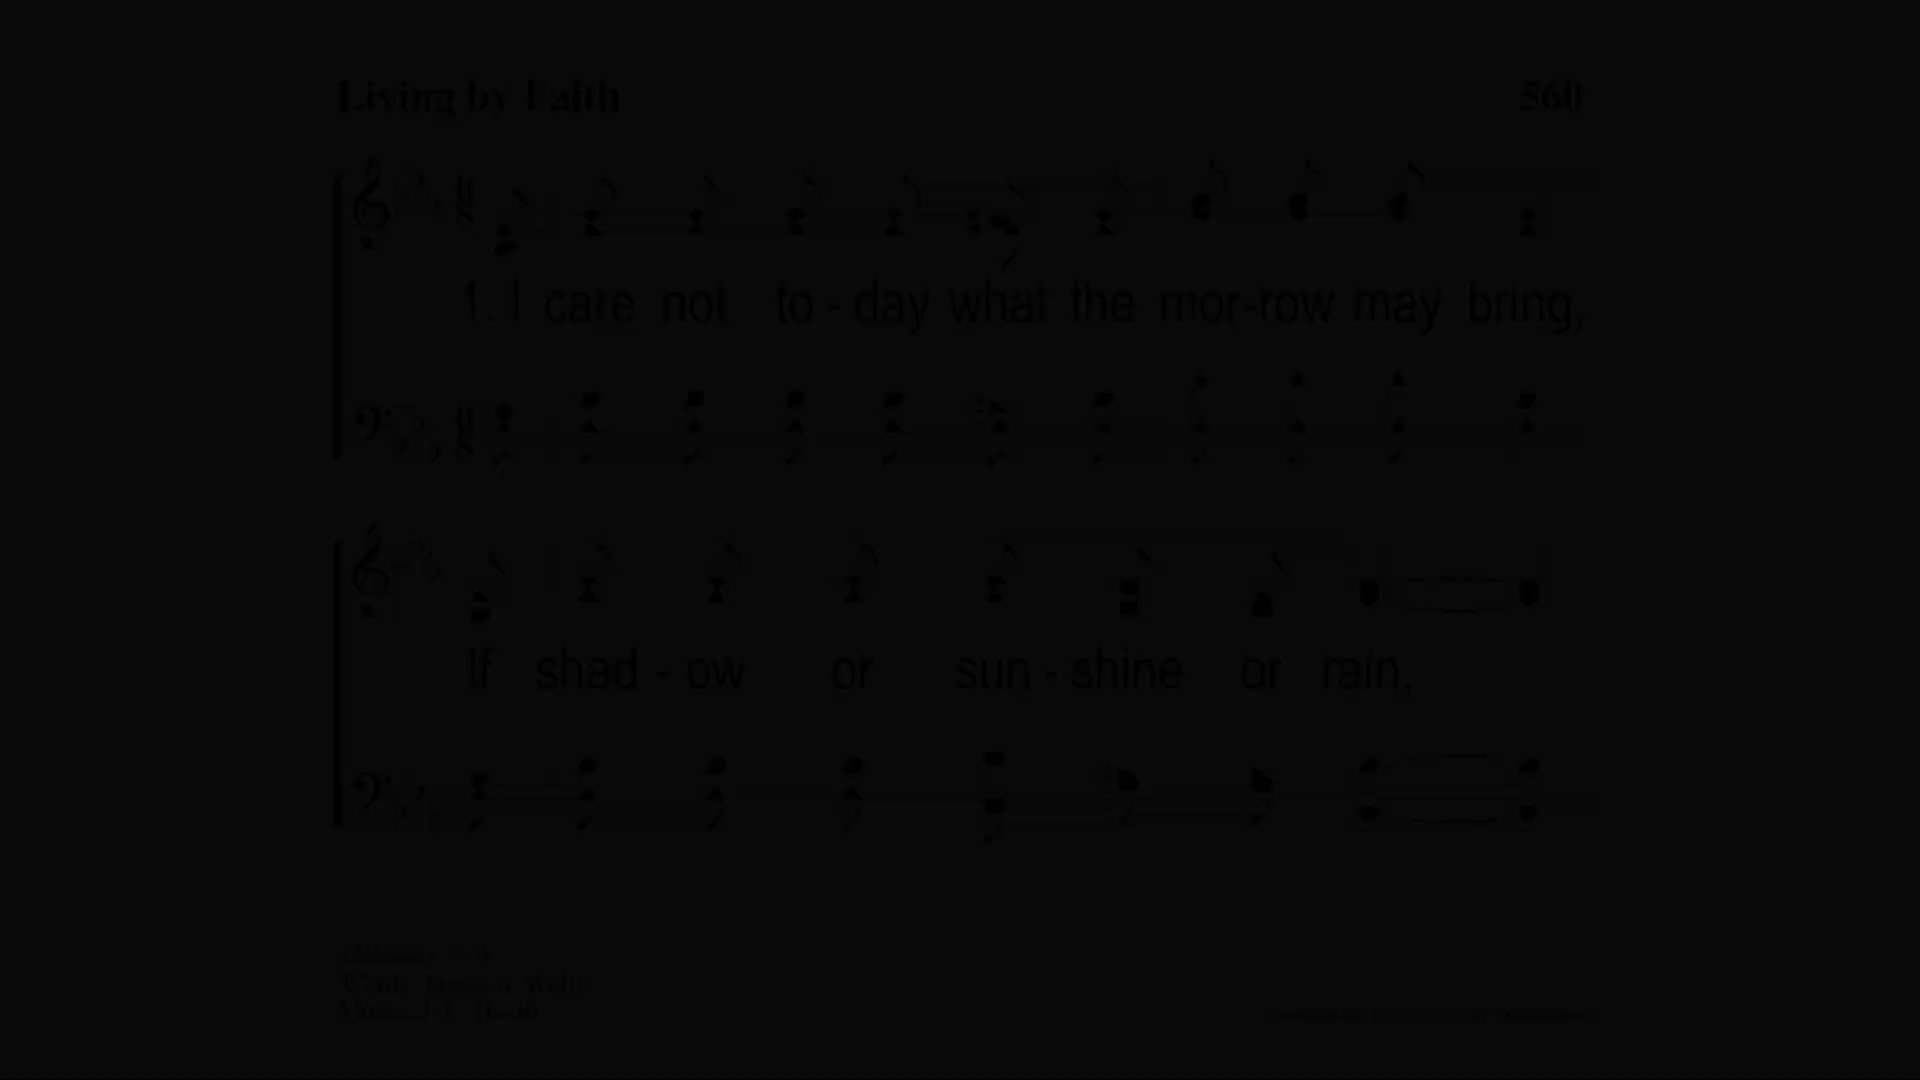 Living by Faith
560
1. I care not to - day what the mor-row may bring,
If shad - ow or sun - shine or rain,